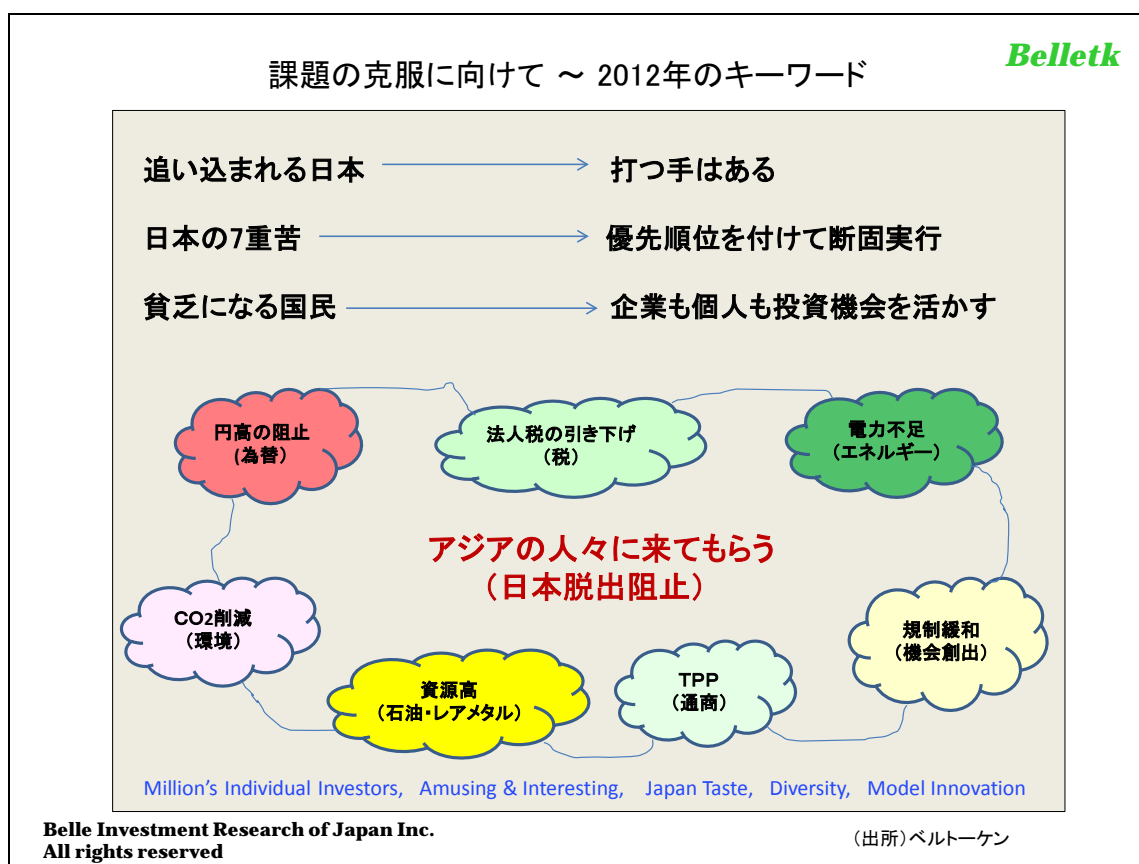 Belletk
課題の克服に向けて ～ 2012年のキーワード
追い込まれる日本 打つ手はある
日本の7重苦 優先順位を付けて断固実行
貧乏になる国民 企業も個人も投資機会を活かす
円高の阻止
(為替）
法人税の引き下げ
（税）
電力不足
（エネルギー）
アジアの人々に来てもらう
（日本脱出阻止）
CO2削減
（環境）
規制緩和
（機会創出）
資源高
（石油・レアメタル）
TPP
（通商）
Million’s Individual Investors, Amusing & Interesting, Japan Taste, Diversity, Model Innovation
Belle Investment Research of Japan Inc.
All rights reserved
（出所）ベルトーケン